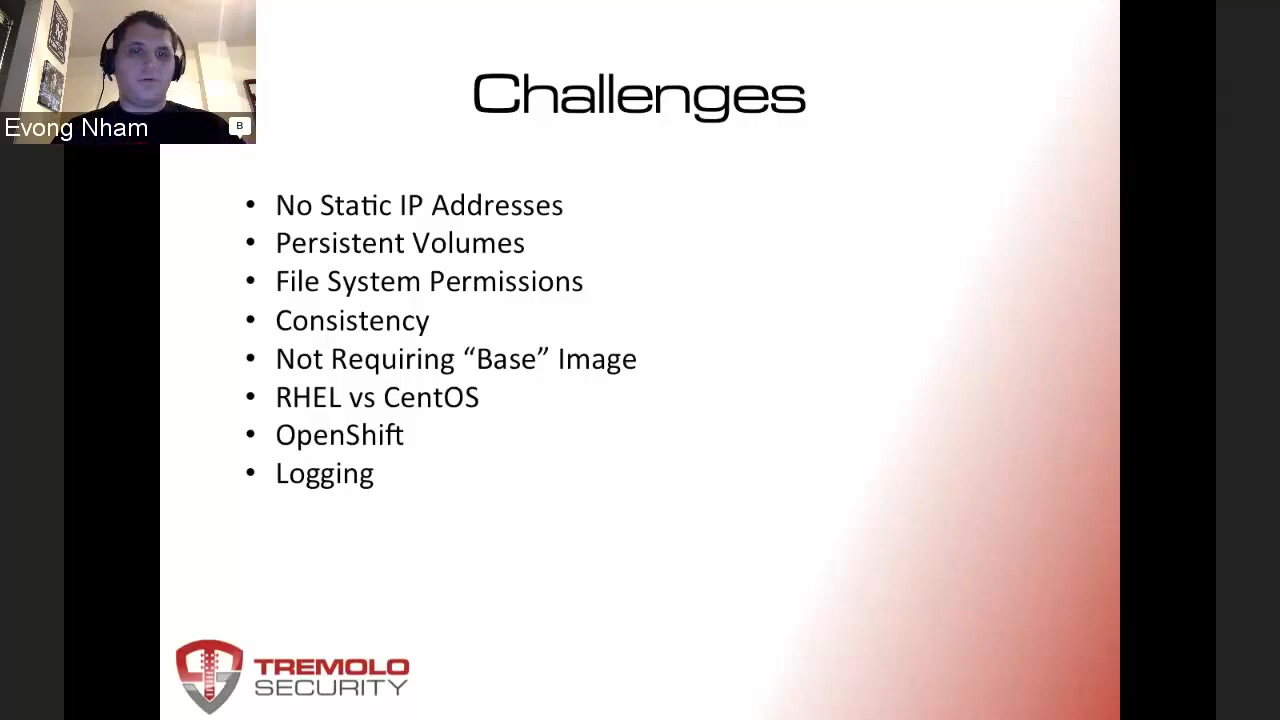 Evong Nham
B
Challenges
• No Static IP Addresses
• Persistent Volumes
• File System Permissions
• Consistency
• Not Requiring “Base” Image
• RHEL vs CentOS
• OpenShift
• Logging
TREMOLO
SECURITY